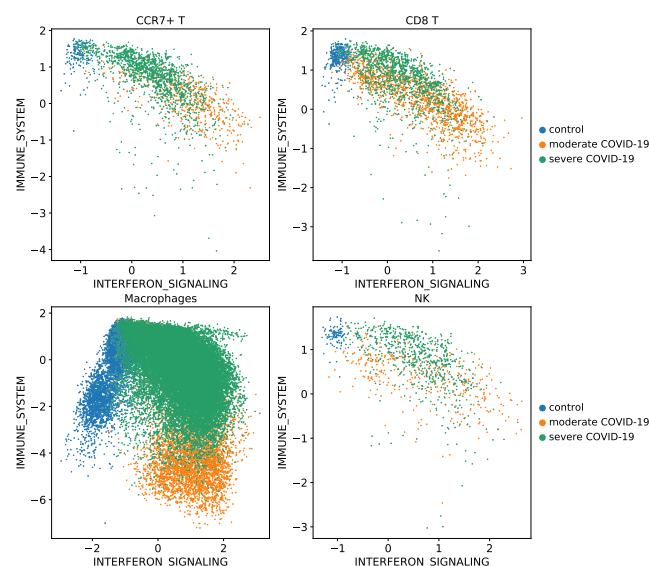 CCR7+ T
CD8 T
IMMUNE_SYSTEM
2
1
0
−1
−2
−3
−4
−1
0
1
2
INTERFERON_SIGNALING
IMMUNE_SYSTEM
2
1
0
−1
−2
−3
−1
0
1
2
3
INTERFERON_SIGNALING
control
moderate COVID-19
severe COVID-19
Macrophages
NK
IMMUNE_SYSTEM
2
0
−2
−4
−6
−2
0
2
INTERFERON_SIGNALING
IMMUNE_SYSTEM
1
0
−1
−2
−3
−1
0
1
2
INTERFERON_SIGNALING
control
moderate COVID-19
severe COVID-19